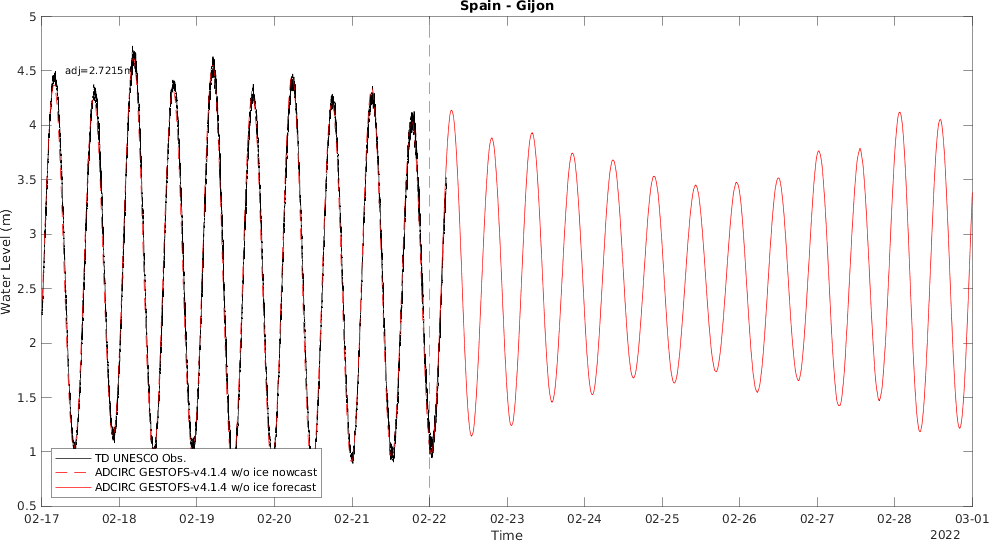 Spain - Gijon
5
4.5
4
3.5
3
2.5
2
1.5
1
0.5
Water Level (m)
adj=2.7215m
TD UNESCO Obs.
ADCIRC GESTOFS-v4.1.4 w/o ice nowcast
ADCIRC GESTOFS-v4.1.4 w/o ice forecast
02-17 02-18 02-19 02-20 02-21 02-22 02-23 02-24 02-25 02-26 02-27 02-28 03-01
Time
2022